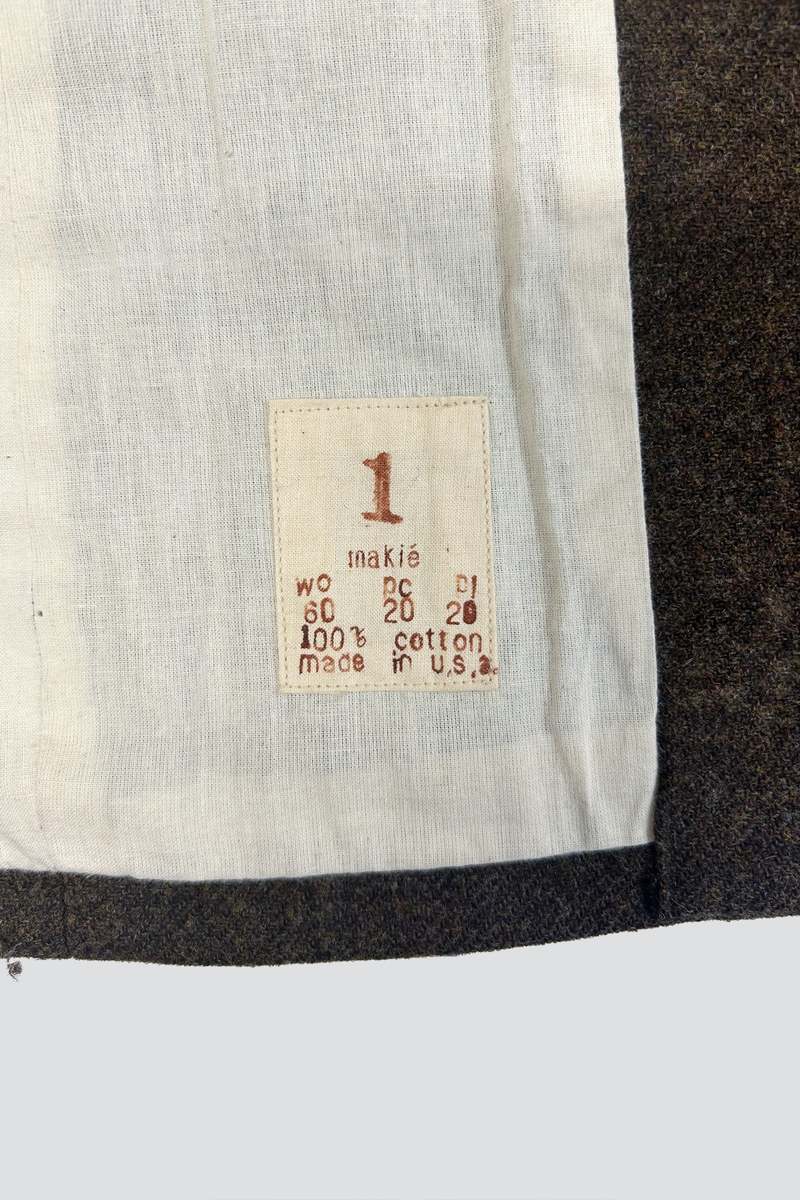 1
makié
wo pc pl
60 20 20
100% cotton
made in u.s.a.